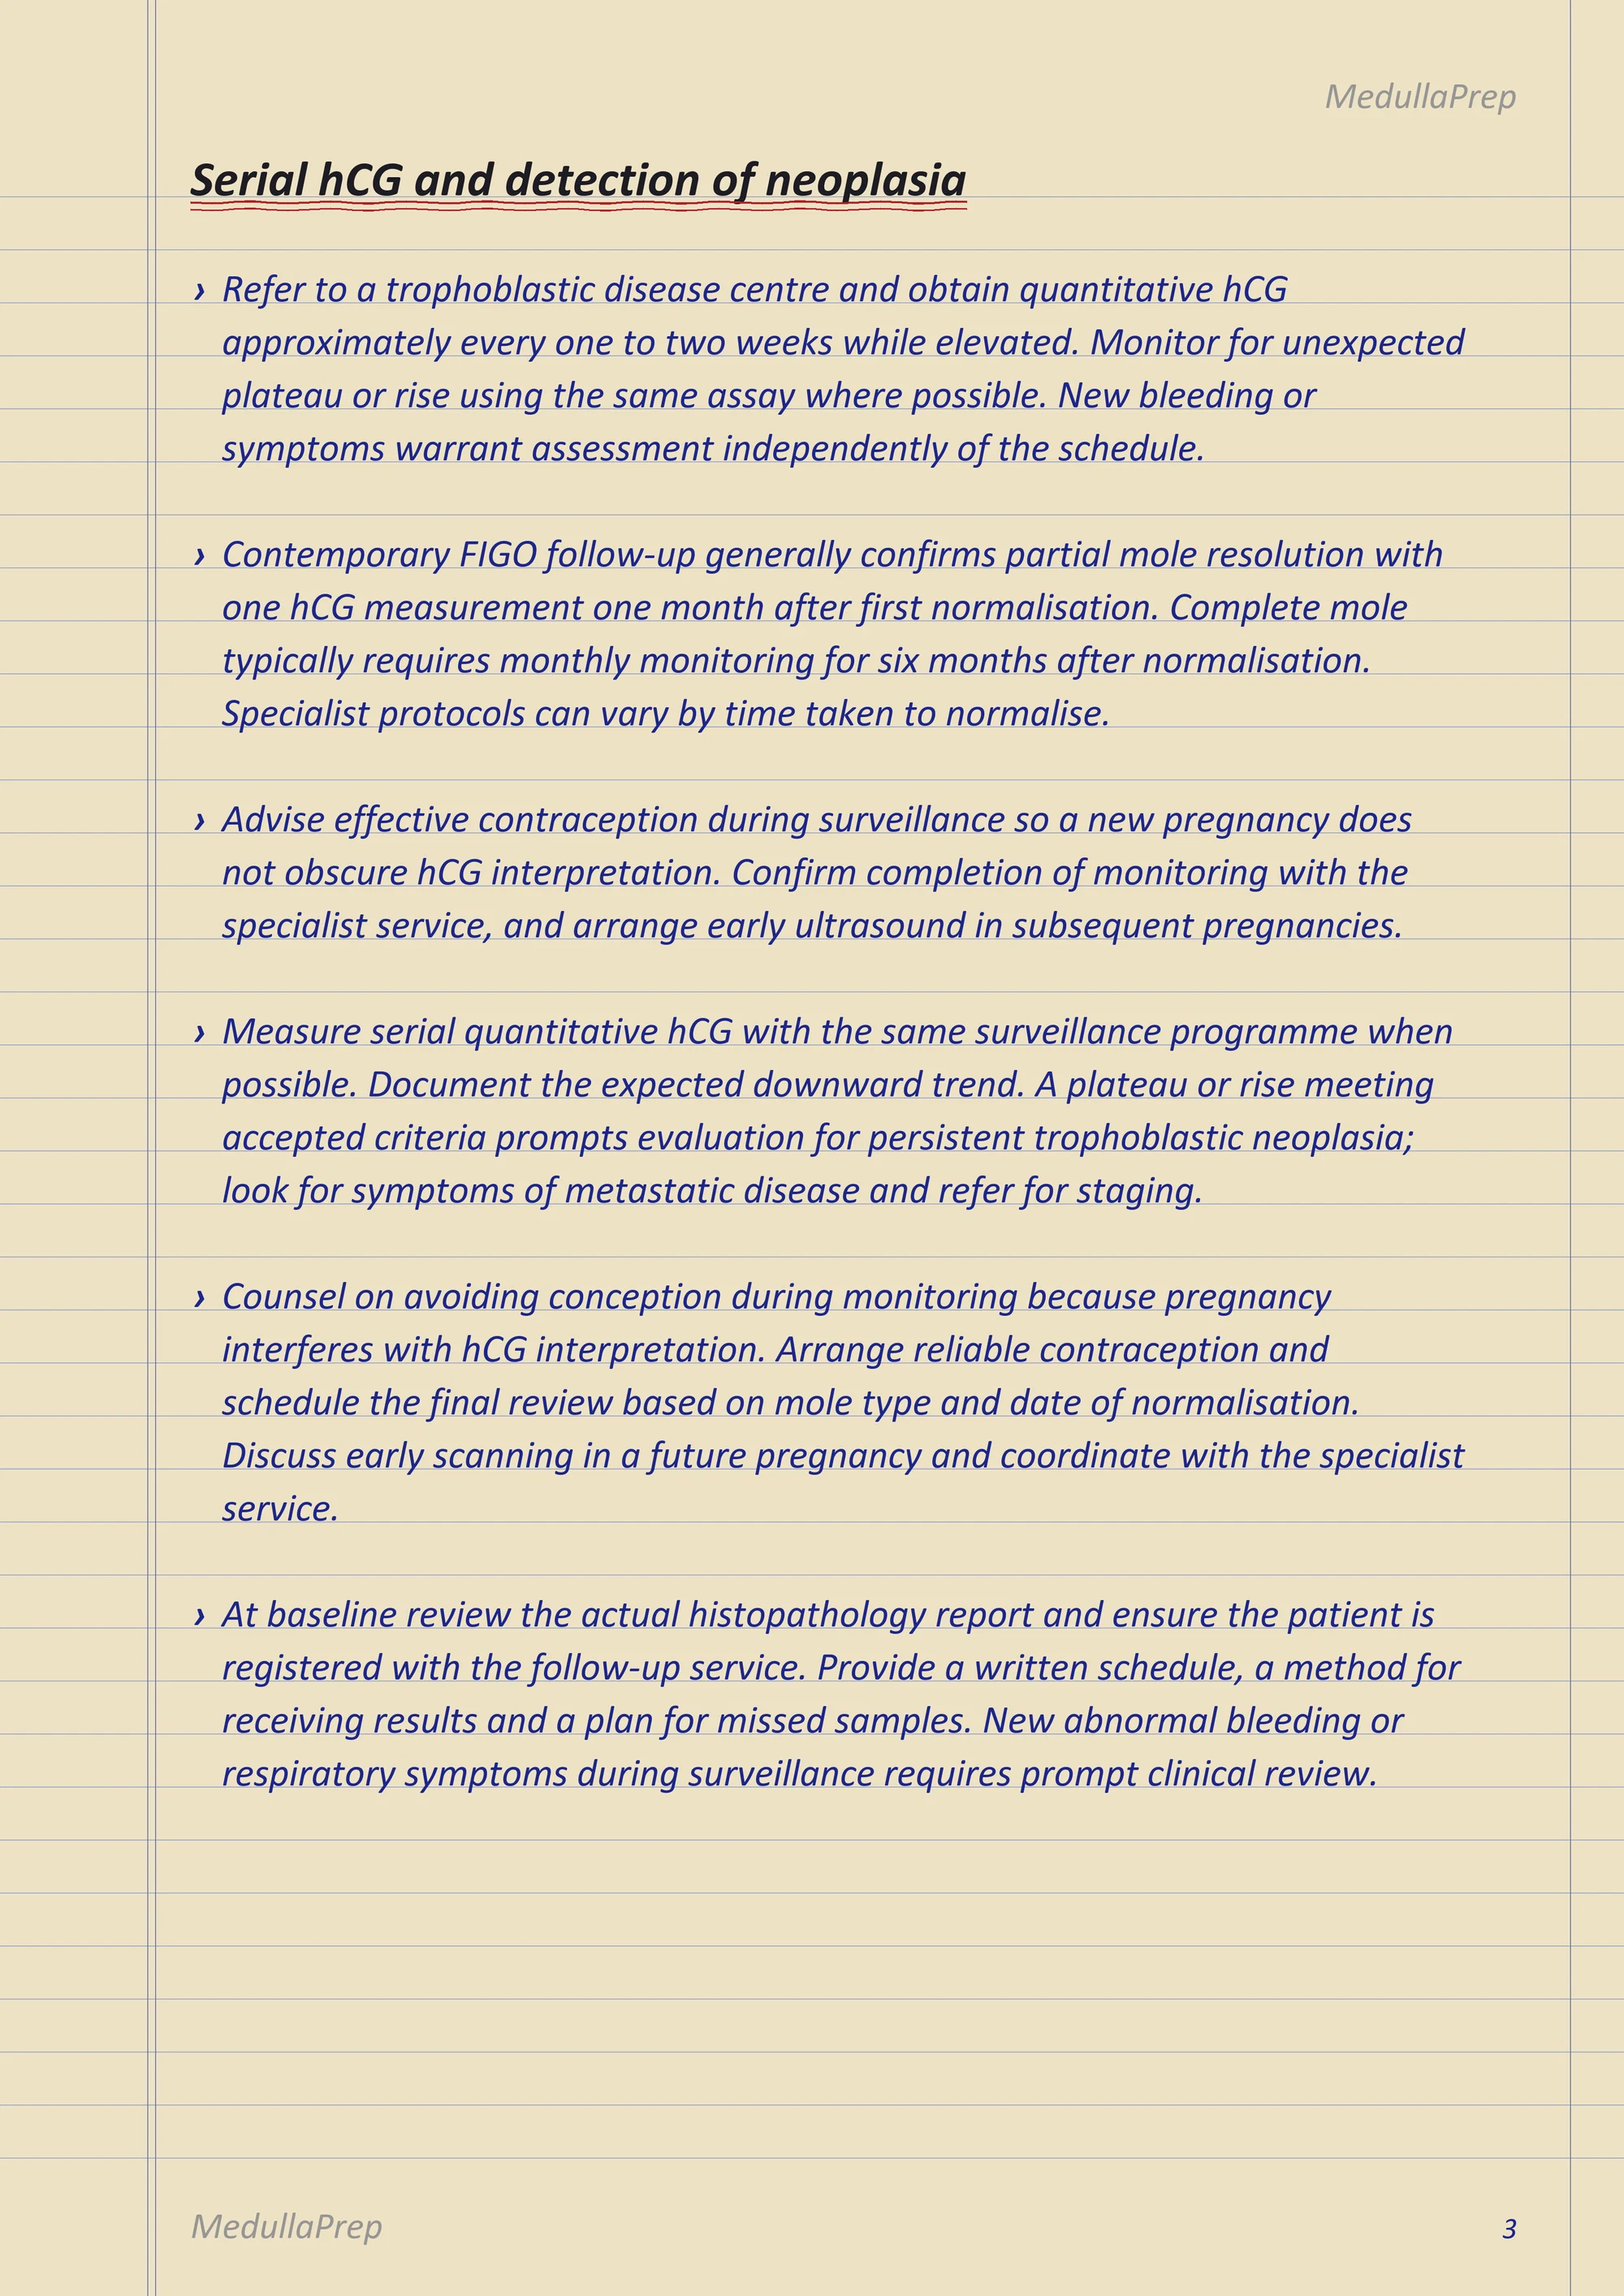 MedullaPrep
Serial hCG and detection of neoplasia
› Refer to a trophoblastic disease centre and obtain quantitative hCG
approximately every one to two weeks while elevated. Monitor for unexpected
plateau or rise using the same assay where possible. New bleeding or
symptoms warrant assessment independently of the schedule.
› Contemporary FIGO follow-up generally confirms partial mole resolution with
one hCG measurement one month after first normalisation. Complete mole
typically requires monthly monitoring for six months after normalisation.
Specialist protocols can vary by time taken to normalise.
› Advise effective contraception during surveillance so a new pregnancy does
not obscure hCG interpretation. Confirm completion of monitoring with the
specialist service, and arrange early ultrasound in subsequent pregnancies.
› Measure serial quantitative hCG with the same surveillance programme when
possible. Document the expected downward trend. A plateau or rise meeting
accepted criteria prompts evaluation for persistent trophoblastic neoplasia;
look for symptoms of metastatic disease and refer for staging.
› Counsel on avoiding conception during monitoring because pregnancy
interferes with hCG interpretation. Arrange reliable contraception and
schedule the final review based on mole type and date of normalisation.
Discuss early scanning in a future pregnancy and coordinate with the specialist
service.
› At baseline review the actual histopathology report and ensure the patient is
registered with the follow-up service. Provide a written schedule, a method for
receiving results and a plan for missed samples. New abnormal bleeding or
respiratory symptoms during surveillance requires prompt clinical review.
MedullaPrep
3